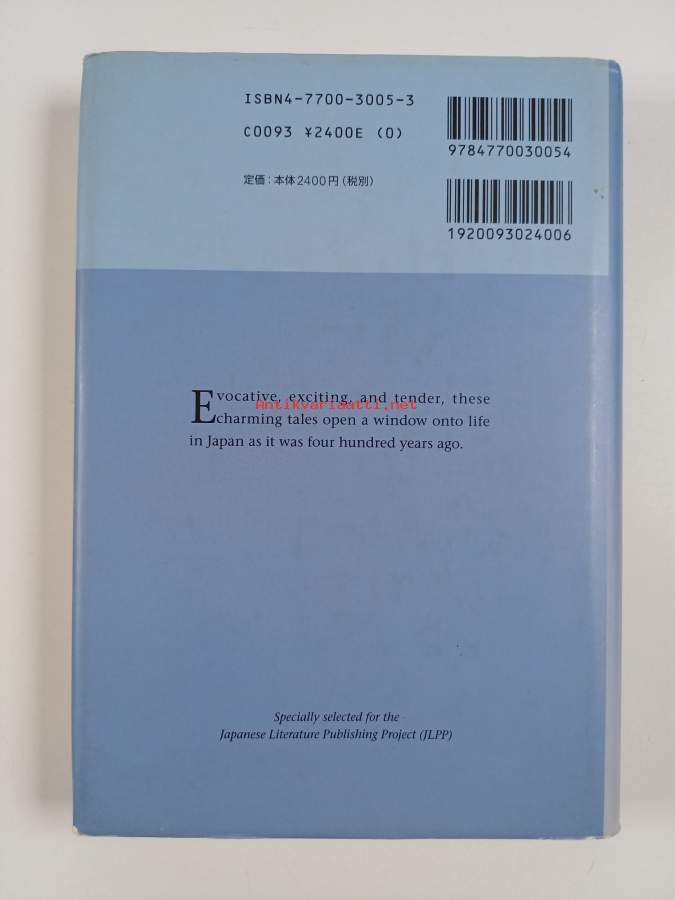 ISBN4-7700-3005-3
C0093 ¥2400E (0)
定価：本体2400円（税別）
9784770030054
1920093024006
Evocative, exciting, and tender, these
Antikvariaatti.net
charming tales open a window onto life
in Japan as it was four hundred years ago.
Specially selected for the
Japanese Literature Publishing Project (JLPP)